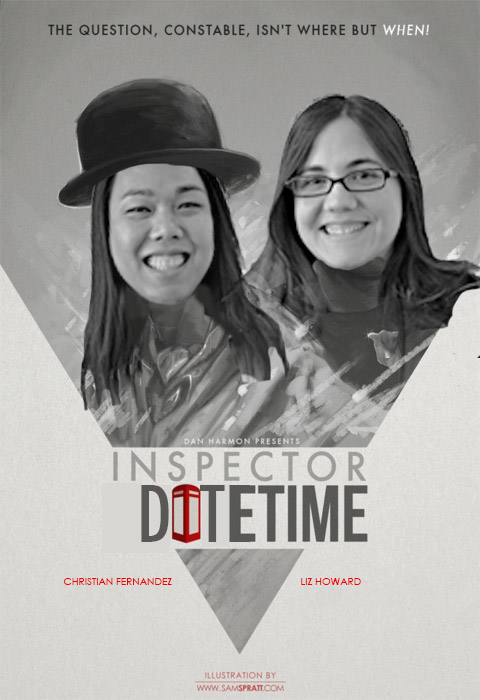 THE QUESTION, CONSTABLE, ISN'T WHERE BUT WHEN!
DAN HARMON PRESENTS
INSPECTOR
DATETIME
CHRISTIAN FERNANDEZ
LIZ HOWARD
ILLUSTRATION BY
WWW.SAMSPRATT.COM